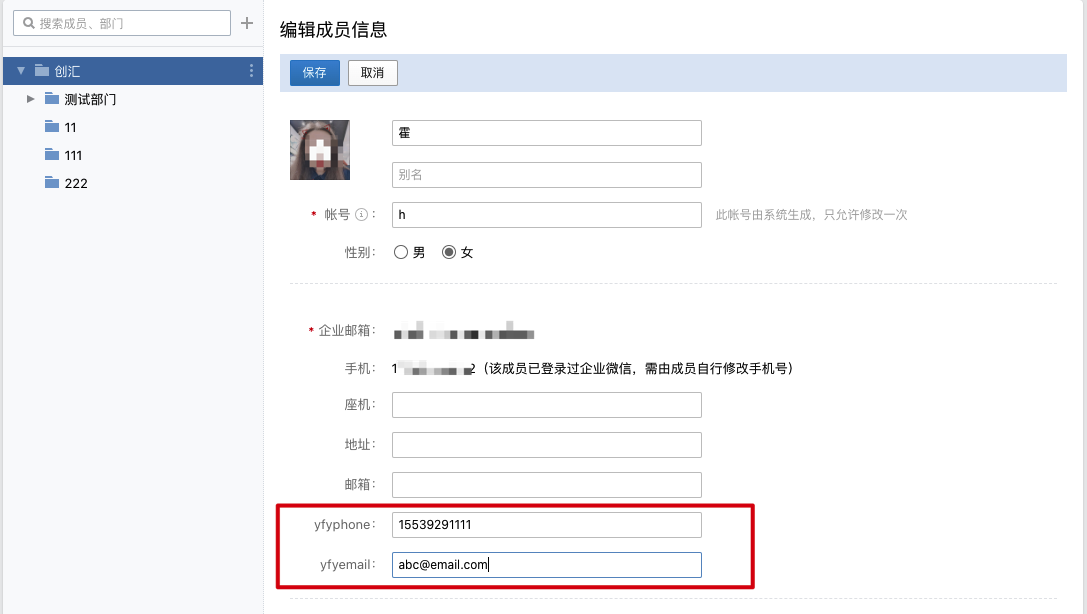 搜索成员、部门
创汇
测试部门
11
111
222
编辑成员信息
保存 取消
霍
别名
* 帐号 ⓘ： h 此帐号由系统生成，只允许修改一次
性别： 男 女
* 企业邮箱：
手机： 1 2（该成员已登录过企业微信，需由成员自行修改手机号）
座机：
地址：
邮箱：
yfyphone： 15539291111
yfyemail： abc@email.com